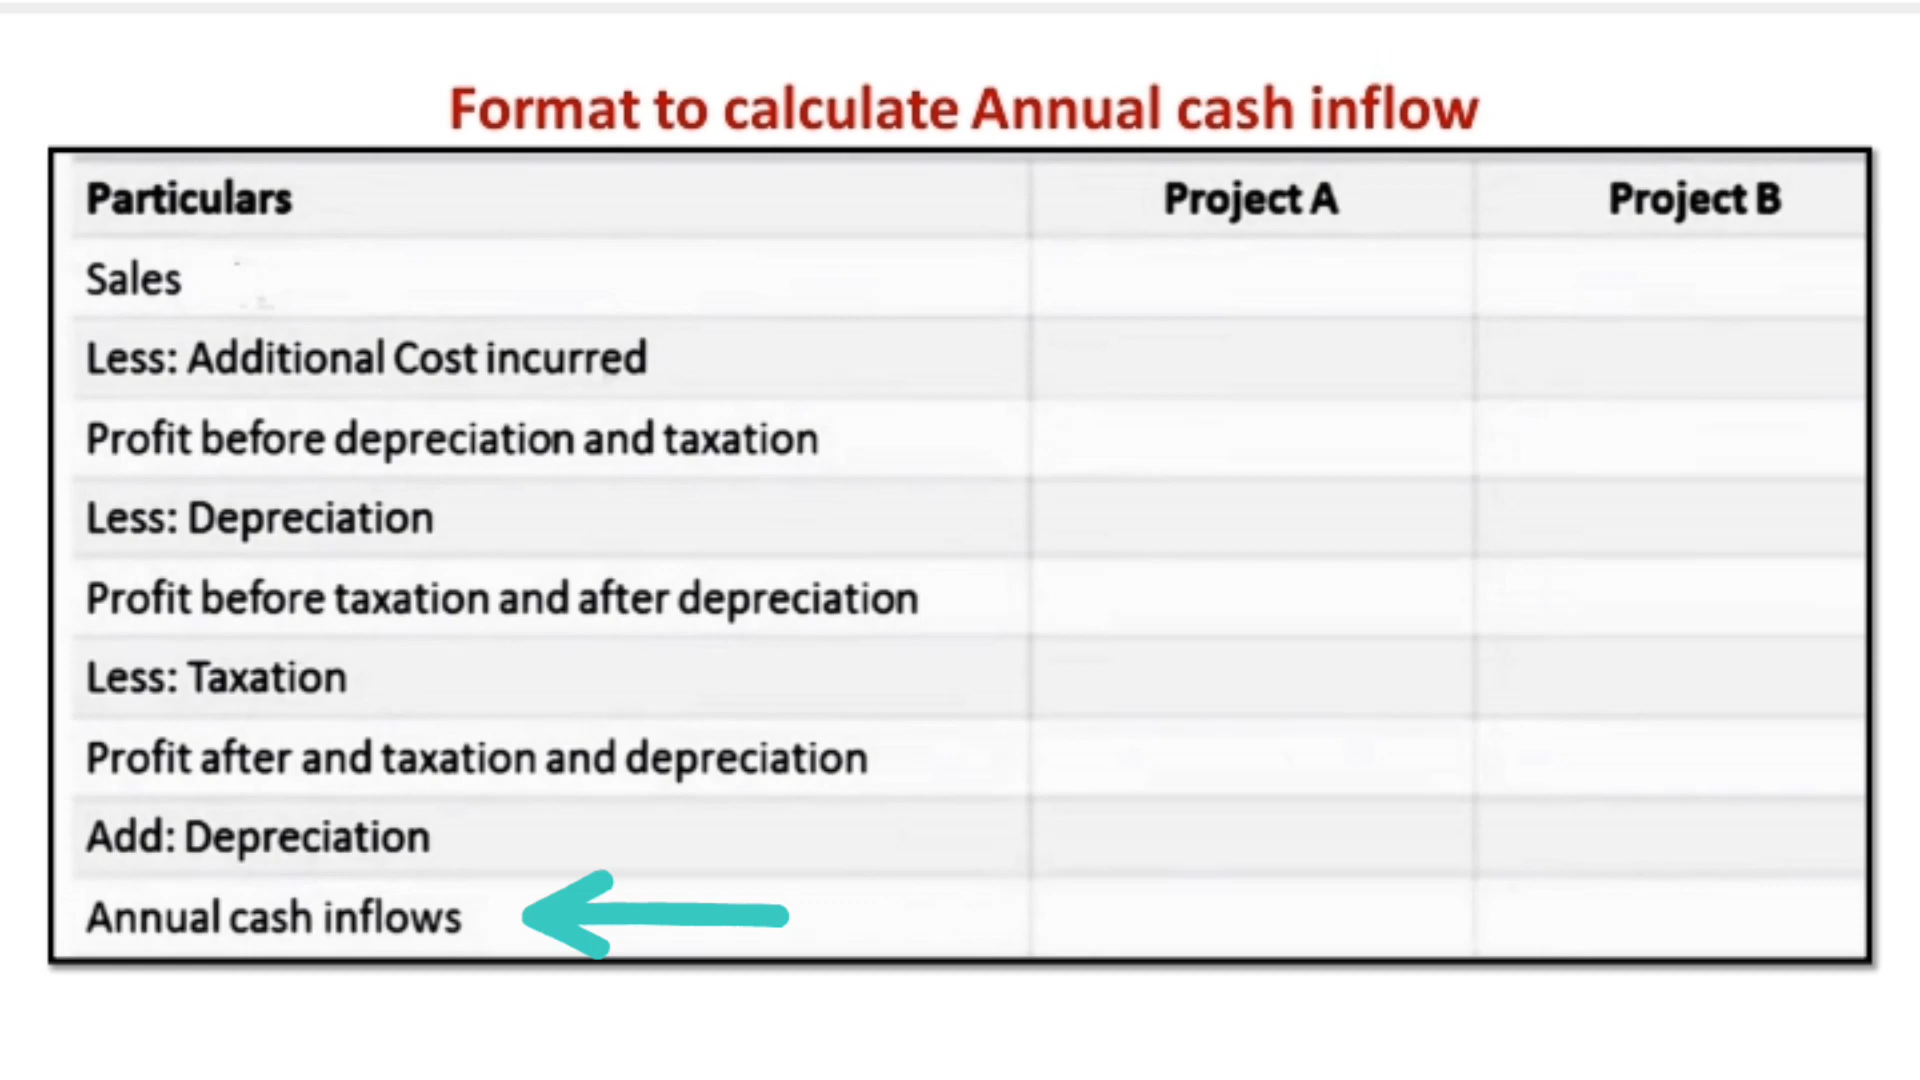 Format to calculate Annual cash inflow
Particulars Project A Project B
Sales
Less: Additional Cost incurred
Profit before depreciation and taxation
Less: Depreciation
Profit before taxation and after depreciation
Less: Taxation
Profit after and taxation and depreciation
Add: Depreciation
Annual cash inflows